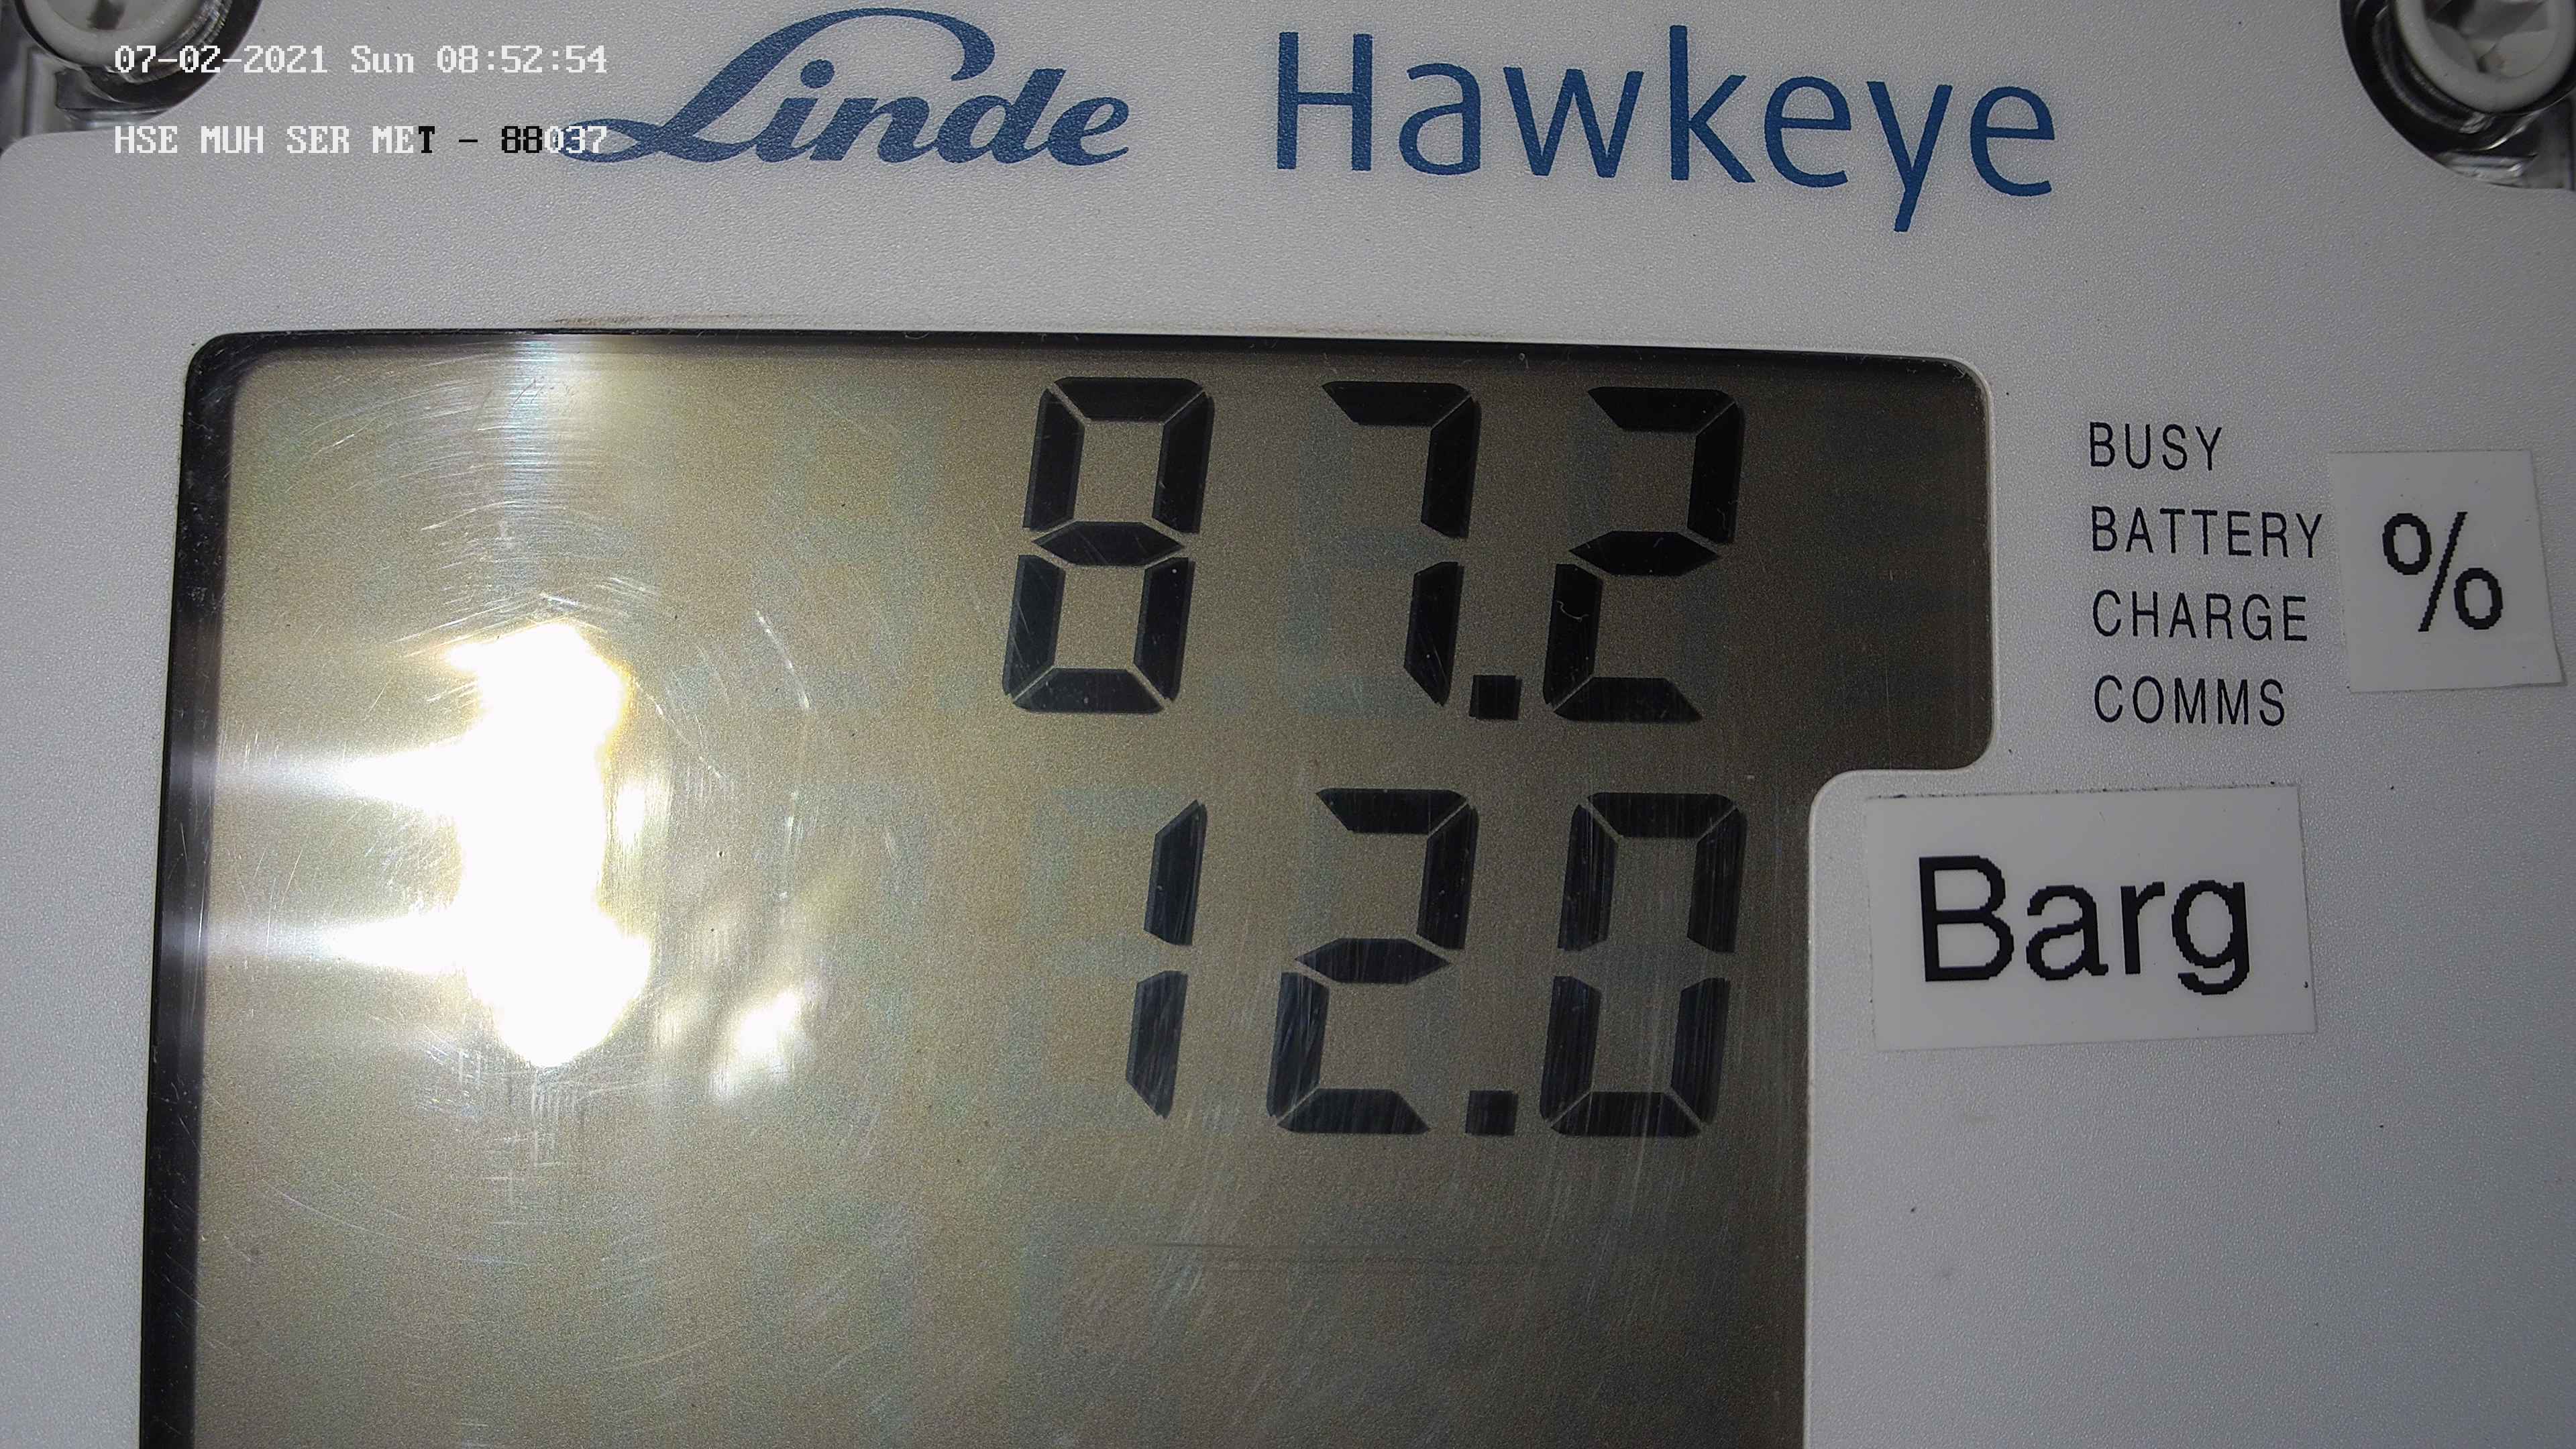 07-02-2021 Sun 08:52:54
HSE MUH SER MET - 88037
Linde Hawkeye
87.2
BUSY
BATTERY
CHARGE
COMMS
%
12.0
Barg